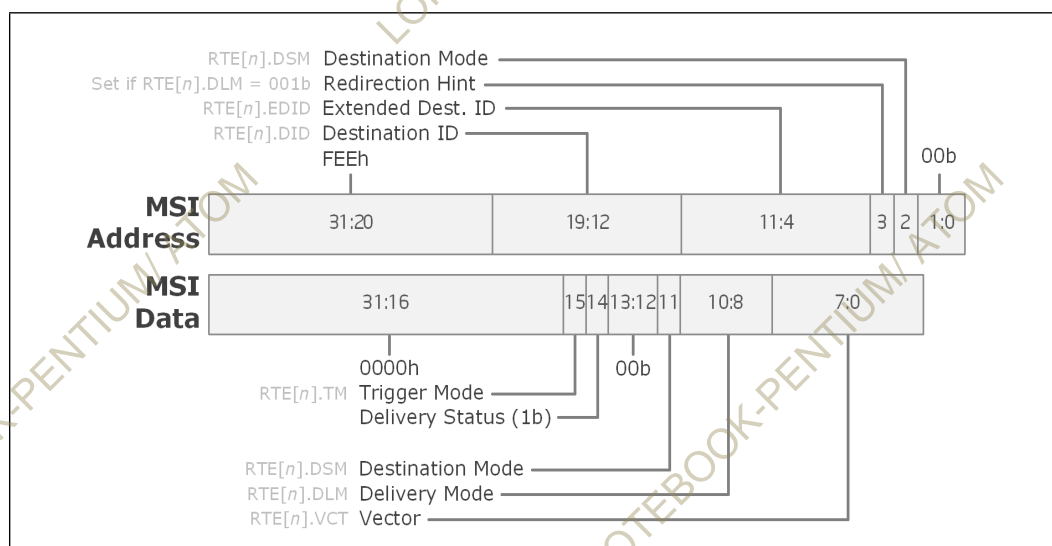 RTE[n].DSM Destination Mode
Set if RTE[n].DLM = 001b Redirection Hint
RTE[n].EDID Extended Dest. ID
RTE[n].DID Destination ID
FEEh
00b
MSI Address 31:20 19:12 11:4 3 2 1:0
MSI Data 31:16 15 14 13:12 11 10:8 7:0
0000h 00b
RTE[n].TM Trigger Mode
Delivery Status (1b)
RTE[n].DSM Destination Mode
RTE[n].DLM Delivery Mode
RTE[n].VCT Vector
NOTEBOOK-PENTIUM/ ATOM